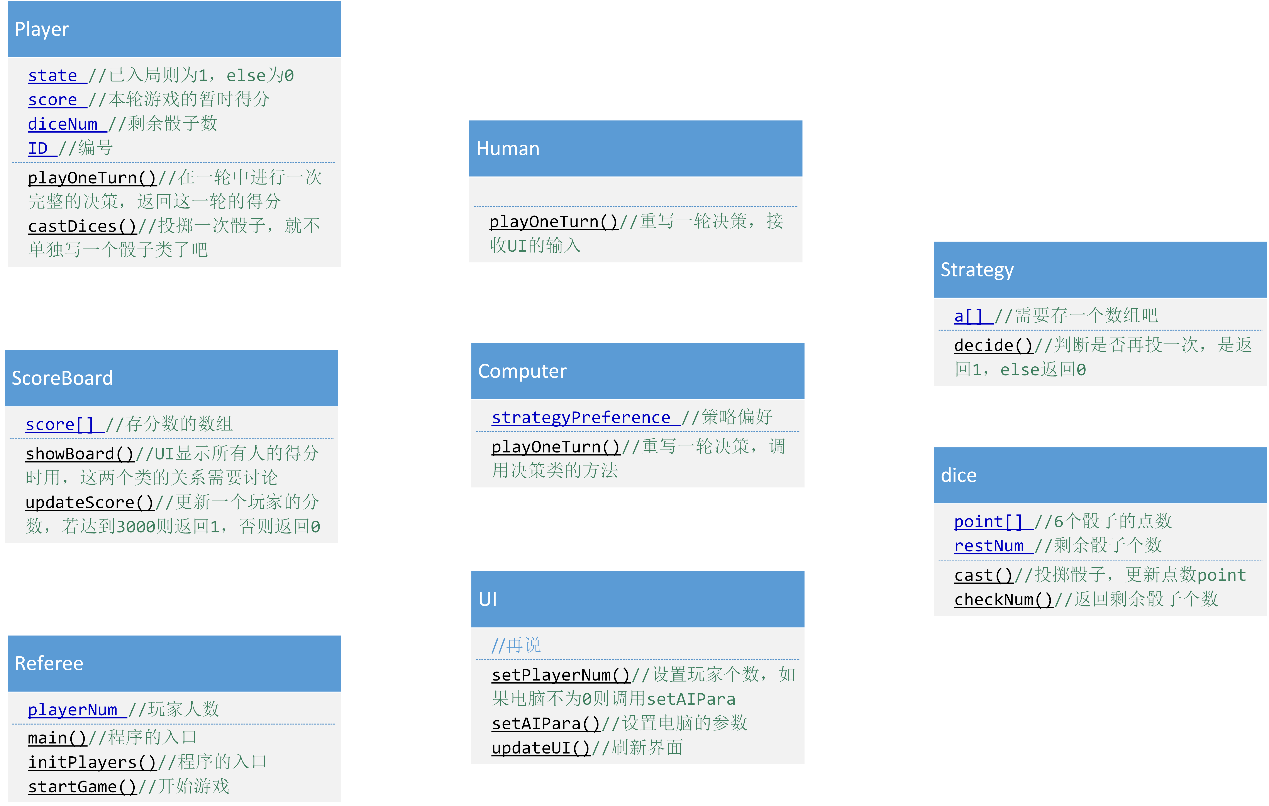 Player
state //已入局则为1，else为0
score //本轮游戏的暂时得分
diceNum //剩余骰子数
ID //编号
playOneTurn()//在一轮中进行一次
完整的决策，返回这一轮的得分
castDices()//投掷一次骰子，就不
单独写一个骰子类了吧
ScoreBoard
score[] //存分数的数组
showBoard()//UI显示所有人的得分
时用，这两个类的关系需要讨论
updateScore()//更新一个玩家的分
数，若达到3000则返回1，否则返回0
Referee
playerNum //玩家人数
main()//程序的入口
initPlayers()//程序的入口
startGame()//开始游戏
Human
playOneTurn()//重写一轮决策，接
收UI的输入
Computer
strategyPreference //策略偏好
playOneTurn()//重写一轮决策，调
用决策类的方法
UI
//再说
setPlayerNum()//设置玩家个数，如
果电脑不为0则调用setAIPara
setAIPara()//设置电脑的参数
updateUI()//刷新界面
Strategy
a[] //需要存一个数组吧
decide()//判断是否再投一次，是返
回1，else返回0
dice
point[] //6个骰子的点数
restNum //剩余骰子个数
cast()//投掷骰子，更新点数point
checkNum()//返回剩余骰子个数